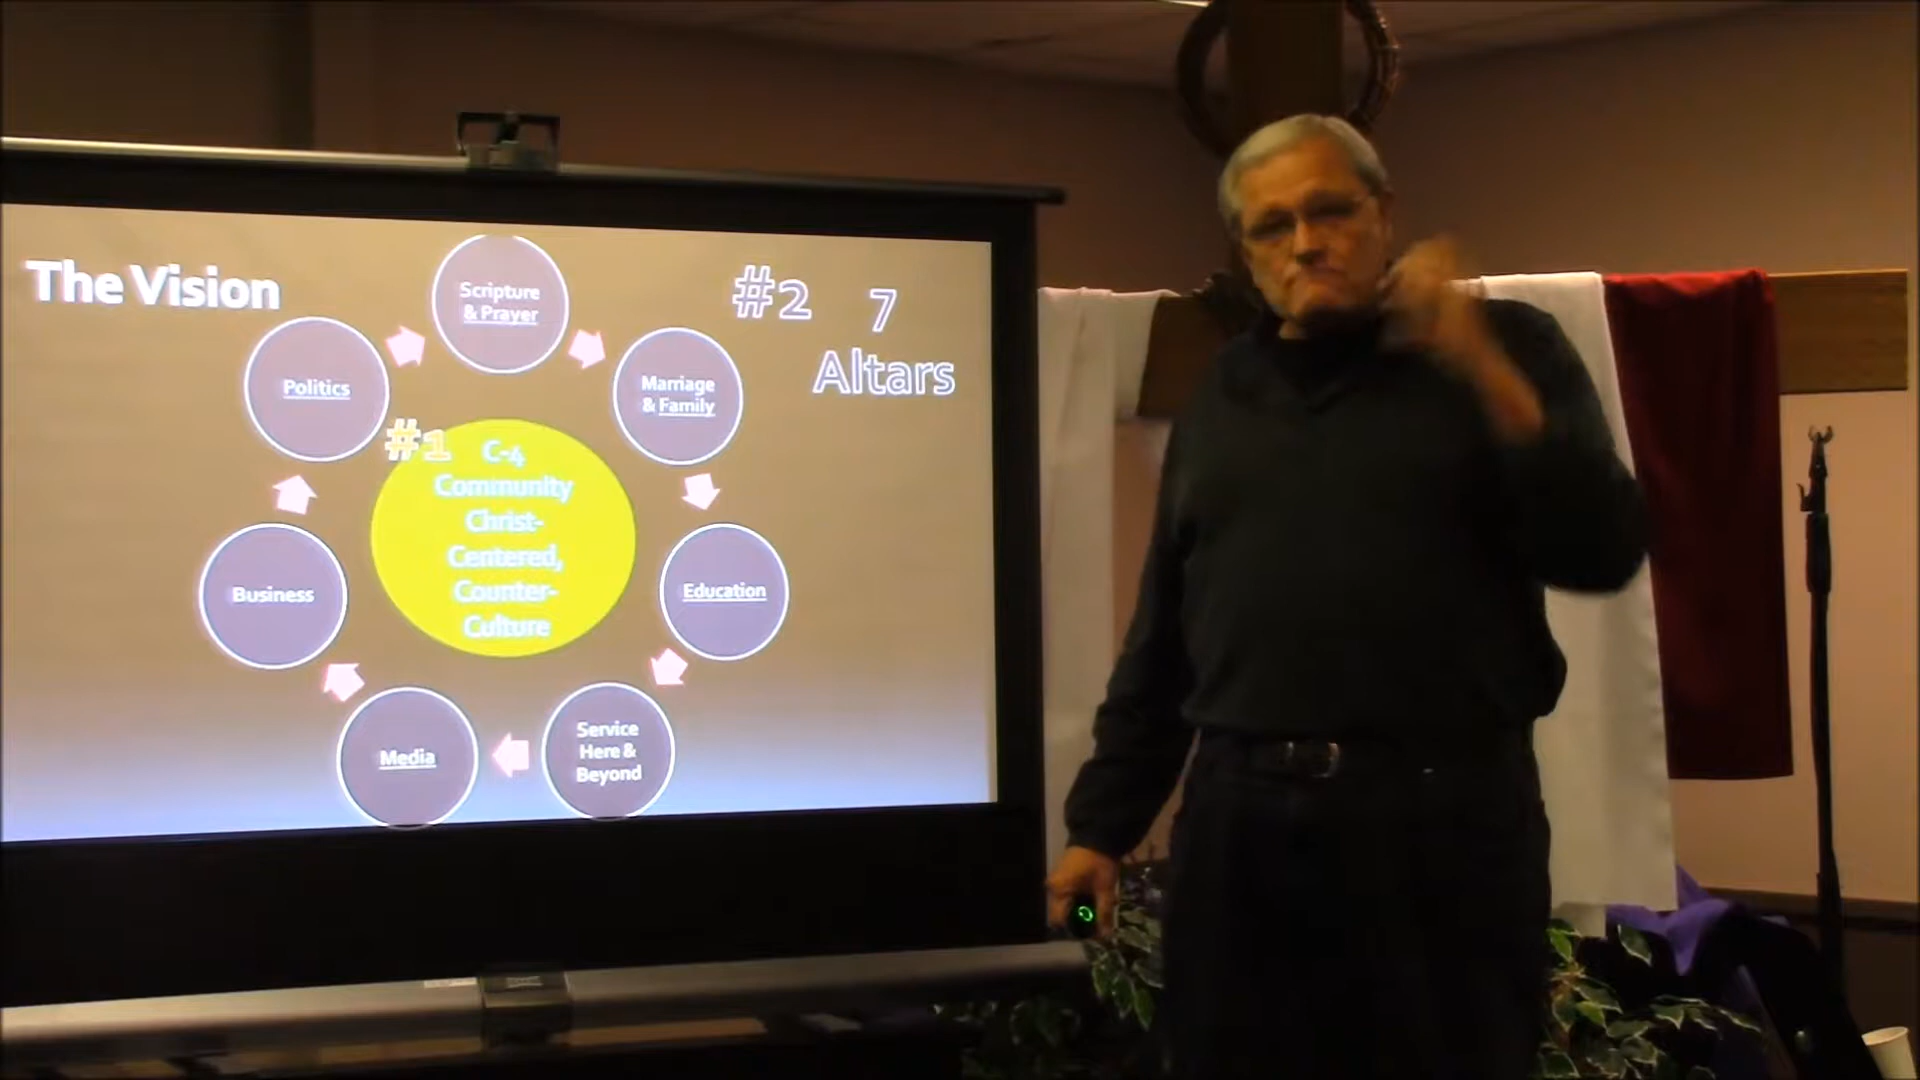 The Vision
Scripture
& Prayer
#2
7
Altars
Marriage
& Family
Education
Service
Here &
Beyond
Media
Business
Politics
#1
C-4
Community
Christ-
Centered,
Counter-
Culture